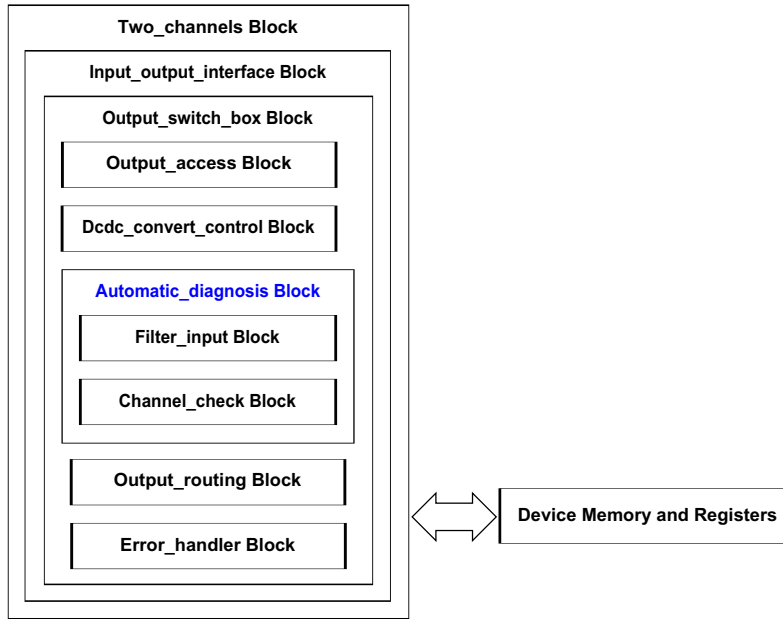 Two_channels Block
Input_output_interface Block
Output_switch_box Block
Output_access Block
Dcdc_convert_control Block
Automatic_diagnosis Block
Filter_input Block
Channel_check Block
Output_routing Block
Error_handler Block
Device Memory and Registers